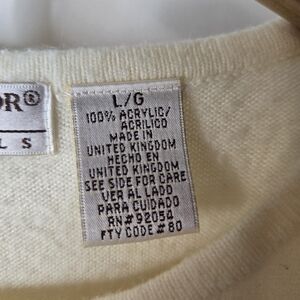 OR®
L S
L/G
100% ACRYLIC/
ACRILICO
MADE IN
UNITED KINGDOM
HECHO EN
UNITED KINGDOM
SEE SIDE FOR CARE
VER AL LADO
PARA CUIDADO
RN# 92054
FTY CODE # 80